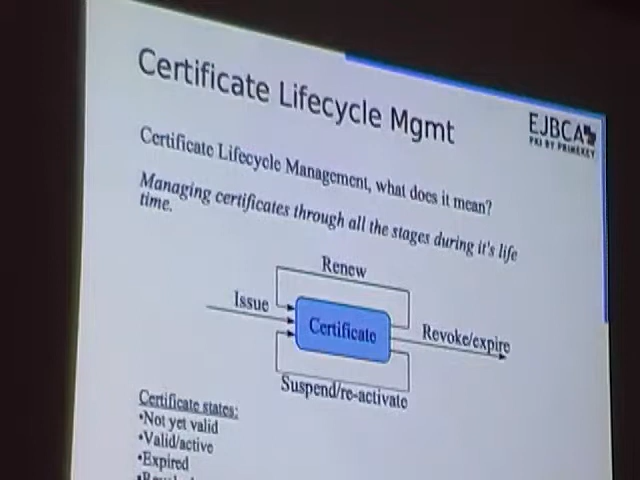 Certificate Lifecycle Mgmt
EJBCA
PKI BY PRIMEKEY
Certificate Lifecycle Management, what does it mean?
Managing certificates through all the stages during it's life
time.
Renew
Issue
Certificate
Revoke/expire
Suspend/re-activate
Certificate states:
•Not yet valid
•Valid/active
•Expired